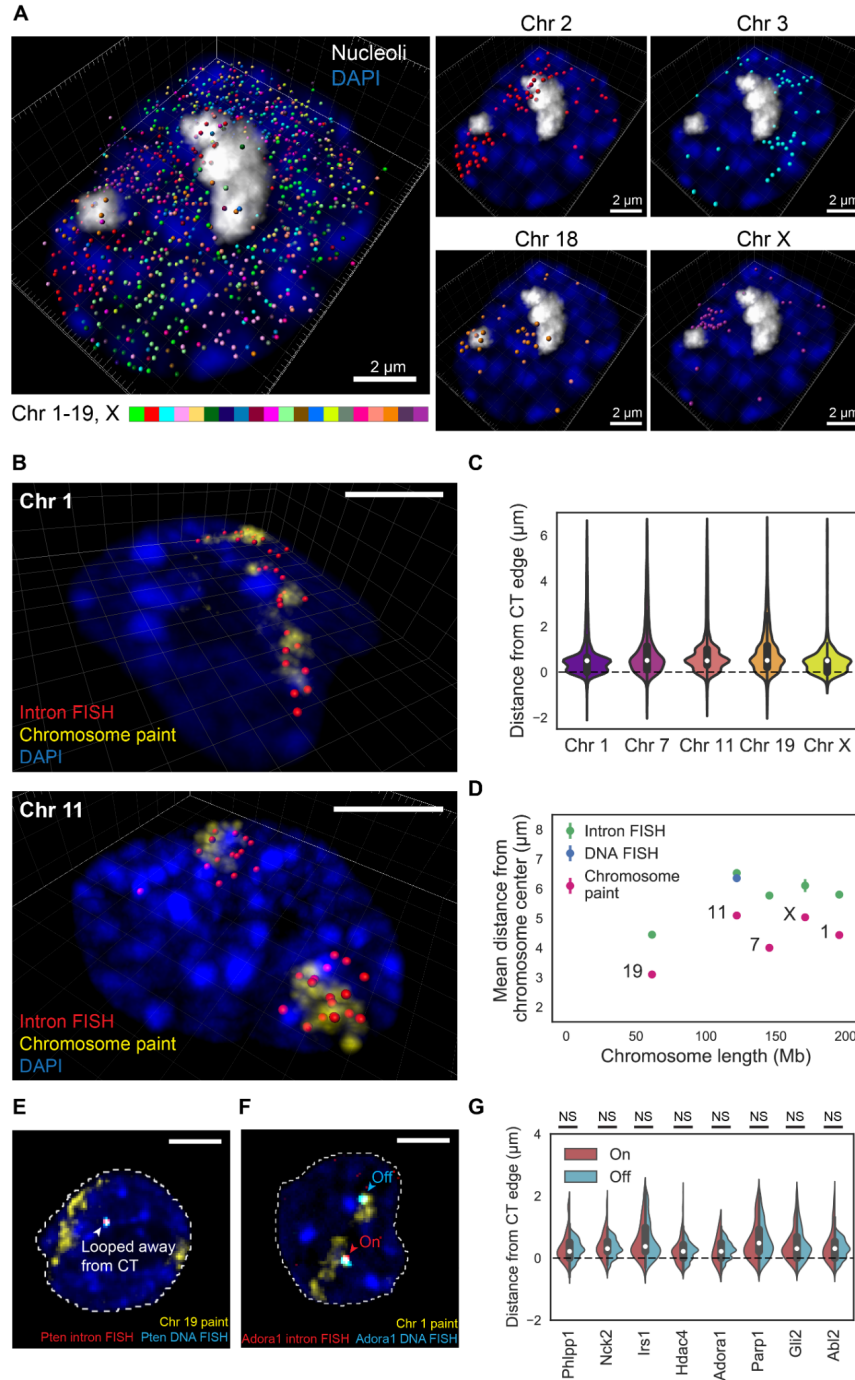 A
Nucleoli
DAPI
2 μm
Chr 1-19, X
Chr 2
2 μm
Chr 3
2 μm
Chr 18
2 μm
Chr X
2 μm
B
Chr 1
Intron FISH
Chromosome paint
DAPI
Chr 11
Intron FISH
Chromosome paint
DAPI
C
Distance from CT edge (μm)
6
4
2
0
−2
Chr 1 Chr 7 Chr 11 Chr 19 Chr X
D
Mean distance from
chromosome center (μm)
8
7
6
5
4
3
2
Intron FISH
DNA FISH
Chromosome
paint
19
11
7
X
1
0 50 100 150 200
Chromosome length (Mb)
E
Looped away
from CT
Chr 19 paint
Pten intron FISH Pten DNA FISH
F
Off
On
Chr 1 paint
Adora1 intron FISH Adora1 DNA FISH
G
NS NS NS NS NS NS NS NS
Distance from CT edge (μm)
4
2
0
−2
On
Off
Phlpp1
Nck2
Irs1
Hdac4
Adora1
Parp1
Gli2
Abl2